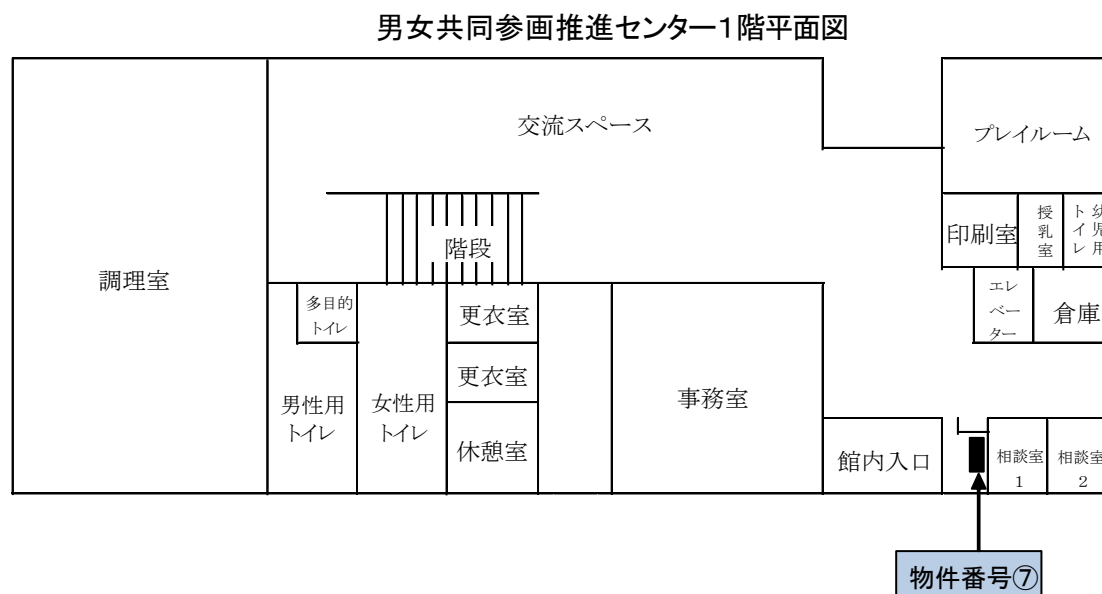 男女共同参画推進センター1階平面図
交流スペース
プレイルーム
印刷室
授乳室
幼児用
トイレ
階段
調理室
エレ
ベー
ター
倉庫
多目的
トイレ
更衣室
更衣室
男性用
トイレ
女性用
トイレ
休憩室
事務室
館内入口
相談室
1
相談室
2
物件番号⑦